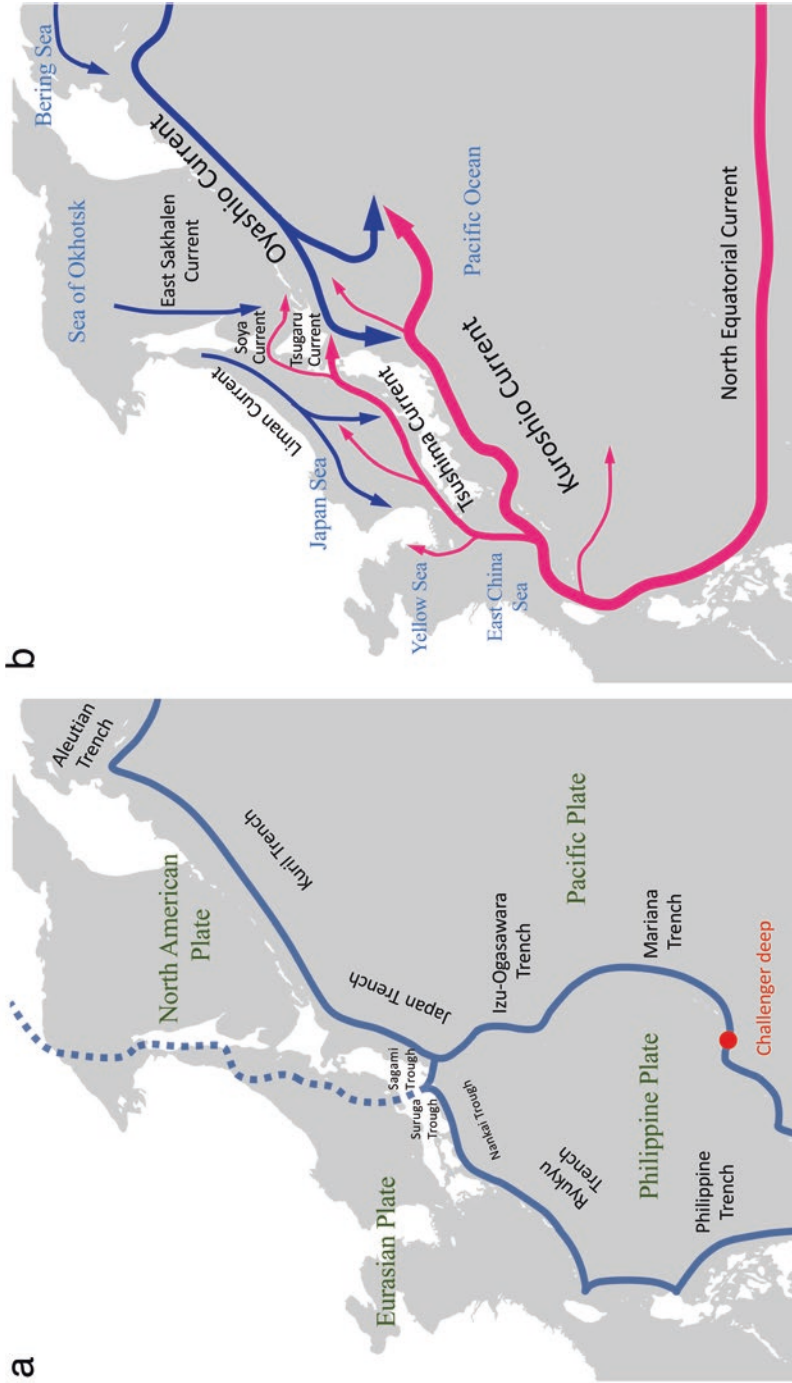 a
Aleutian
Trench
North American
Plate
Kuril Trench
Japan Trench
Eurasian Plate
Sagami
Trough
Suruga
Trough
Nankai Trough
Izu-Ogasawara
Trench
Pacific Plate
Ryukyu
Trench
Philippine Plate
Mariana
Trench
Philippine
Trench
Challenger deep
b
Bering Sea
Sea of Okhotsk
East Sakhalen
Current
Oyashio Current
Soya
Current
Tsugaru
Current
Liman Current
Japan Sea
Tsushima Current
Pacific Ocean
Yellow Sea
Kuroshio Current
East China
Sea
North Equatorial Current